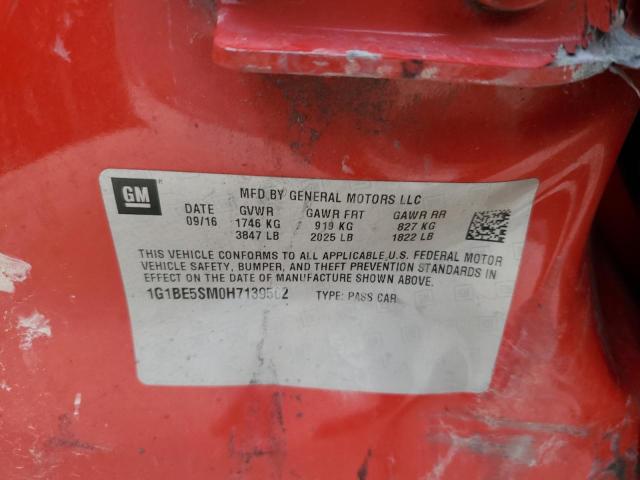 GM
MFD BY GENERAL MOTORS LLC
DATE GVWR GAWR FRT GAWR RR
09/16 1746 KG 919 KG 827 KG
3847 LB 2025 LB 1822 LB
THIS VEHICLE CONFORMS TO ALL APPLICABLE U.S. FEDERAL MOTOR
VEHICLE SAFETY, BUMPER, AND THEFT PREVENTION STANDARDS IN
EFFECT ON THE DATE OF MANUFACTURE SHOWN ABOVE.
TYPE: PASS CAR